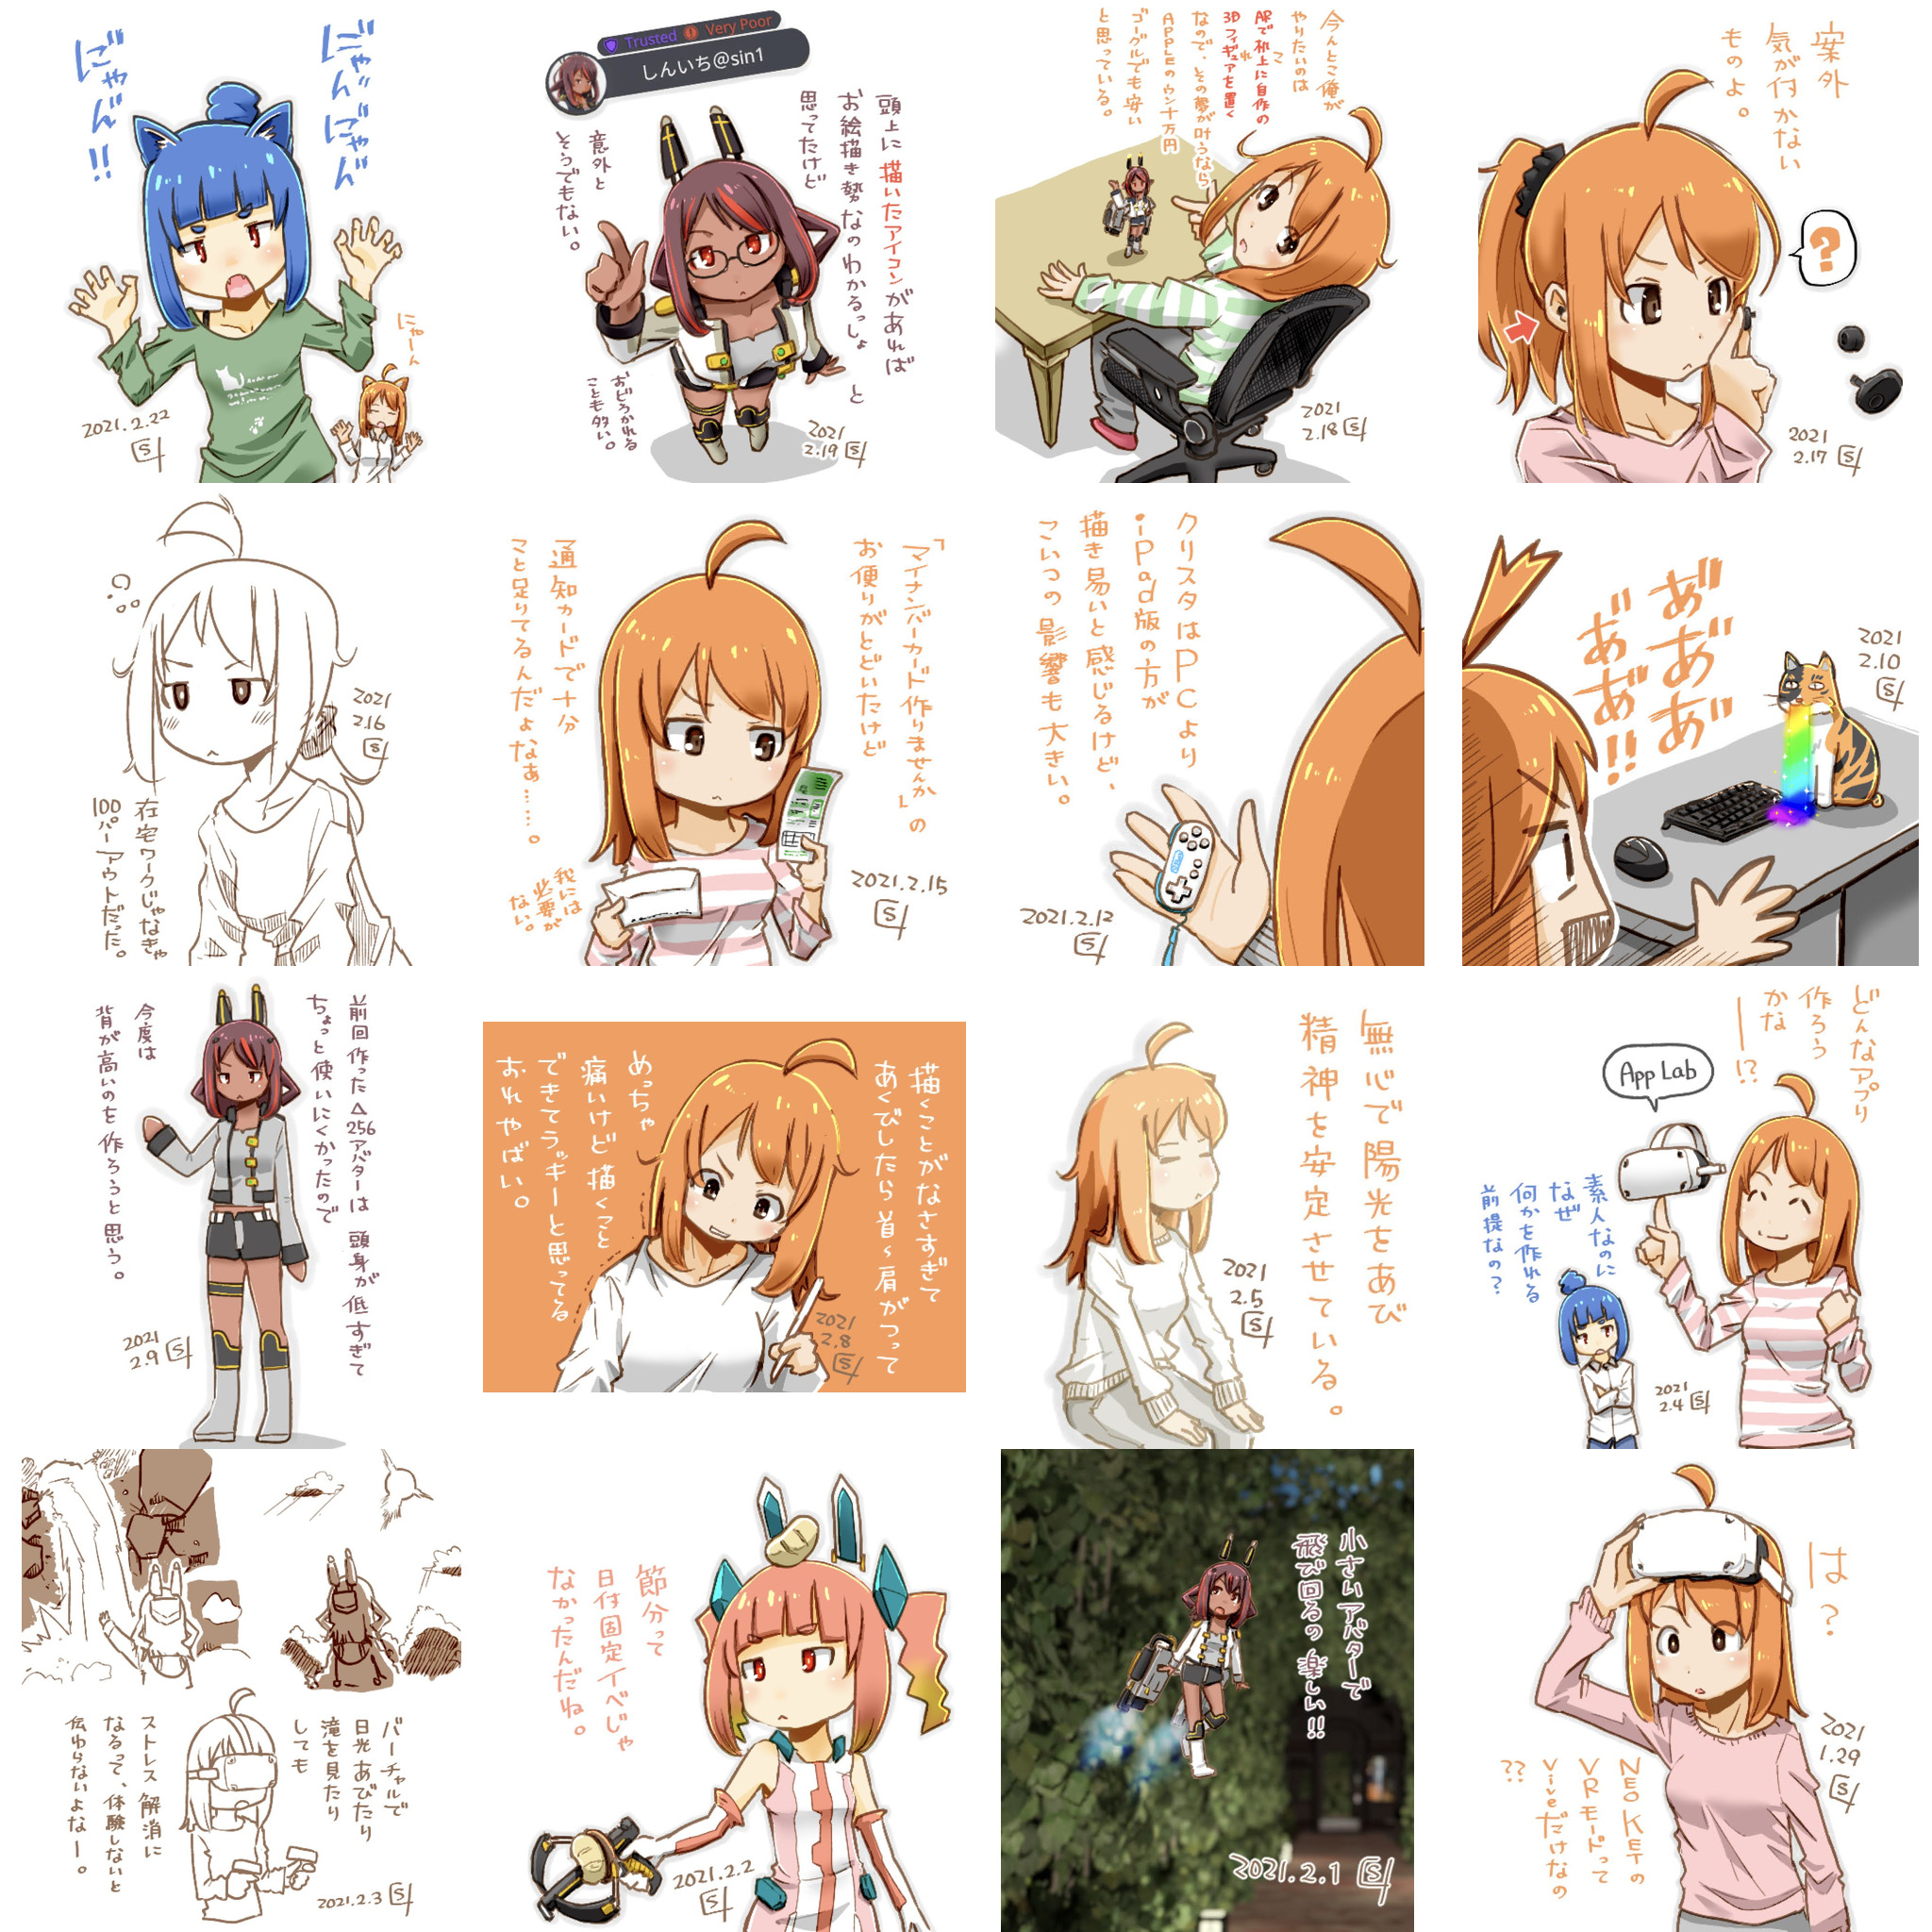 にゃんにゃん
にゃん!!
にゃーん
2021.2.22
Trusted Very Poor
しんいち@sin1
頭上に描いたアイコンがあれば
お絵描き勢なのわかるっしょ と
思ってたけど
意外と
そうでもない。
おどろかれる
ことも多い。
2021
2.19
今んとこ俺が
やりたいのは
ARで机上に自作の
3Dフィギュアを置く
なので、その夢が叶うなら
APPLEのウン十万円
ゴーグルでも安い
と思っている。
2021
2.18
案外
気が付かない
ものよ。
?
2021
2.17
2021
2.16
在宅ワークじゃなきゃ
100パーアウトだった。
「マイナンバーカード作りませんか」の
お便りがとどいたけど
通知カードで十分
こと足りてるんだよなぁ……。
我には
必要が
ない。
2021.2.15
クリスタはPCより
iPad版の方が
描き易いと感じるけど、
こいつの影響も大きい。
2021.2.12
あ゛あ゛あ゛
あ゛あ゛!!
2021
2.10
前回作った△256アバターは 頭身が低すぎて
ちょっと使いにくかったので
今度は
背が高いのを作ろうと思う。
2021
2.9
描くことがなさすぎて
あくびしたら首〜肩がつって
めっちゃ
痛いけど描くこと
できてラッキーと思ってる
おれやばい。
2021
2.8
無心で陽光をあび
精神を安定させている。
2021
2.5
どんなアプリ
作ろう
かな
ー!?
App Lab
素人なのに
なぜ
何かを作れる
前提なの?
2021
2.4
バーチャルで
日光あびたり
滝を見たり
しても
ストレス解消に
なるって、体験しないと
伝わらないよなー。
2021.2.3
節分って
日付固定イベじゃ
なかったんだね。
2021.2.2
小さいアバターで
飛び回るの楽しい!!
2021.2.1
は?
2021
1.29
NEOKETの
VRモードって
Viveだけなの
??